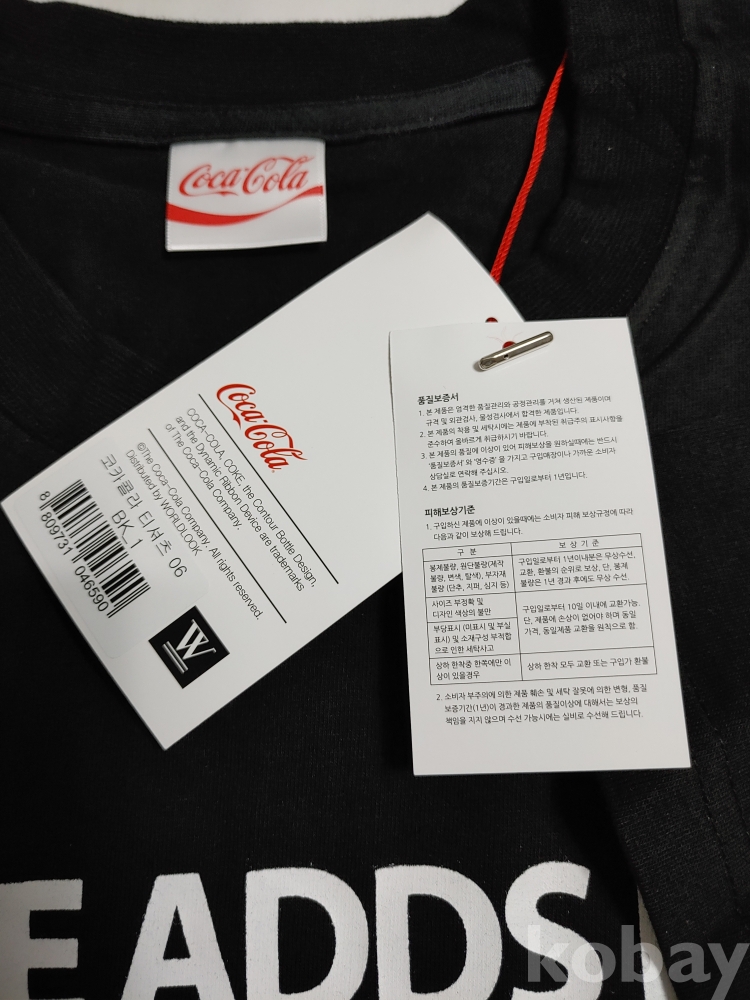 Coca-Cola
Coca-Cola
COCA-COLA, COKE, the Contour Bottle Design,
and the Dynamic Ribbon Device are trademarks
of The Coca-Cola Company.
©The Coca-Cola Company. All rights reserved.
Distributed by WORLDLOOK
코카콜라 티셔츠 06
BK_1
8 809731 046590
W
품질보증서
1. 본 제품은 엄격한 품질관리와 공정관리를 거쳐 생산된 제품이며
규격 및 외관검사, 물성검사에서 합격한 제품입니다.
2. 본 제품의 착용 및 세탁시에는 제품에 부착된 취급주의 표시사항을
준수하여 올바르게 취급하시기 바랍니다.
3. 본 제품의 품질에 이상이 있어 피해보상을 원하실때에는 반드시
'품질보증서' 와 '영수증' 을 가지고 구입매장이나 가까운 소비자
상담실로 연락해 주십시오.
4. 본 제품의 품질보증기간은 구입일로부터 1년입니다.
피해보상기준
1. 구입하신 제품에 이상이 있을때에는 소비자 피해 보상규정에 따라
다음과 같이 보상해 드립니다.
구 분 보 상 기 준
봉제불량, 원단불량(제작
불량, 변색, 탈색), 부자재
불량 (단추, 지퍼, 심지 등)
구입일로부터 1년이내분은 무상수선,
교환, 환불의 순위로 보상, 단, 봉제
불량은 1년 경과 후에도 무상 수선.
사이즈 부정확 및
디자인 색상의 불만
부당표시 (미표시 및 부실
표시) 및 소재구성 부적합
으로 인한 세탁사고
구입일로부터 10일 이내에 교환가능.
단, 제품에 손상이 없어야 하며 동일
가격, 동일제품 교환을 원칙으로 함.
상하 한착중 한쪽에만 이
상이 있을경우
상하 한착 모두 교환 또는 구입가 환불
2. 소비자 부주의에 의한 제품 훼손 및 세탁 잘못에 의한 변형, 품질
보증기간(1년)이 경과한 제품의 품질이상에 대해서는 보상의
책임을 지지 않으며 수선 가능시에는 실비로 수선해 드립니다.
E ADDS
kobay